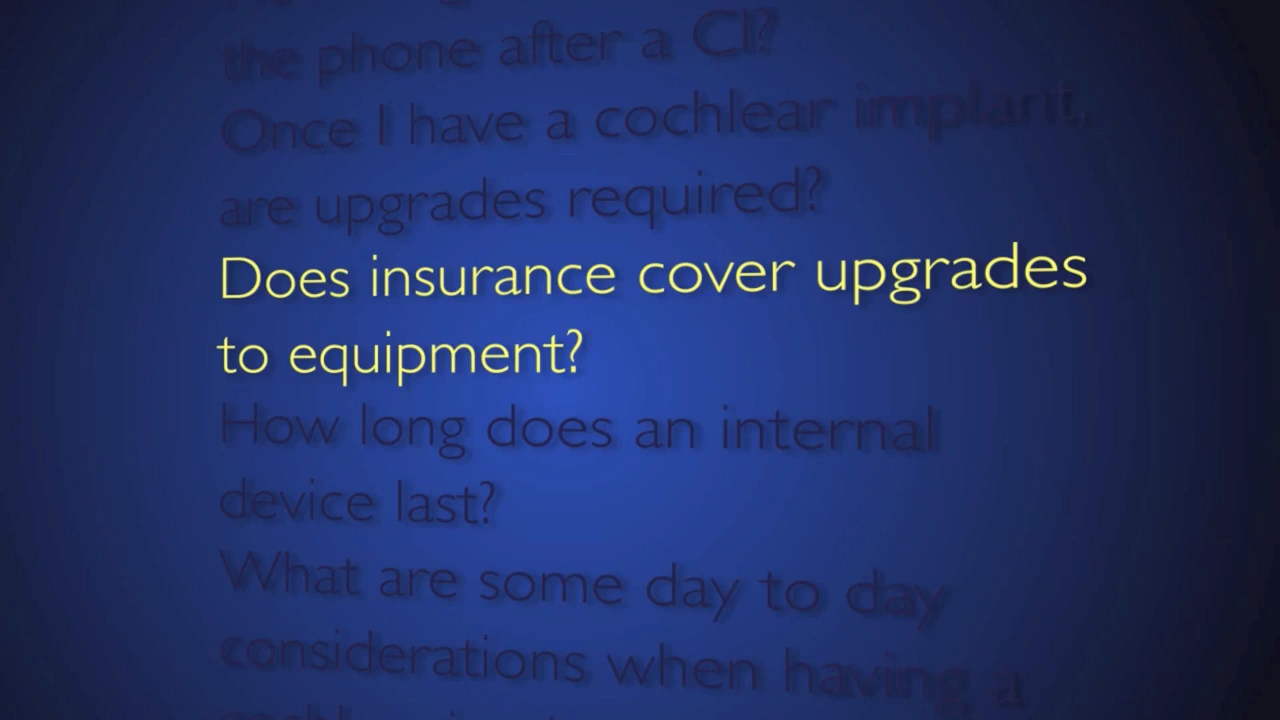 the phone after a CI?
Once I have a cochlear implant,
are upgrades required?
Does insurance cover upgrades
to equipment?
How long does an internal
device last?
What are some day to day
considerations when having a